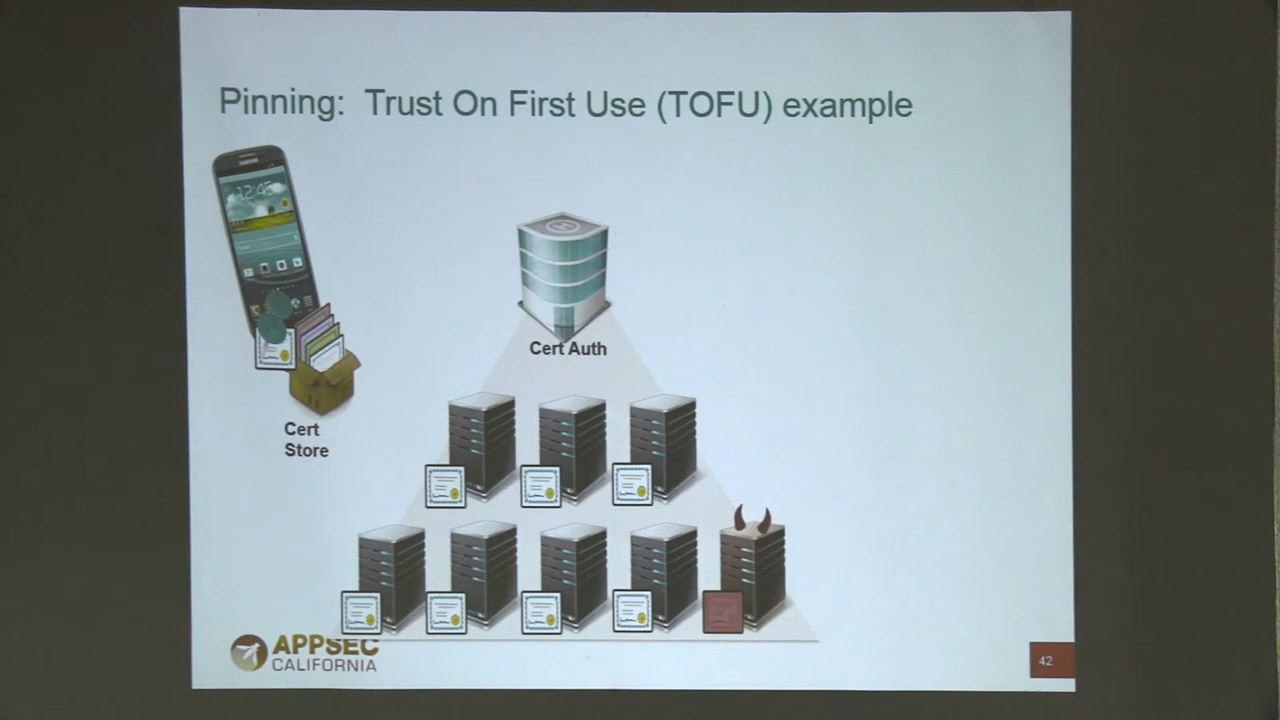 Pinning: Trust On First Use (TOFU) example
12:45
Cert Auth
Cert
Store
APPSEC
CALIFORNIA
42